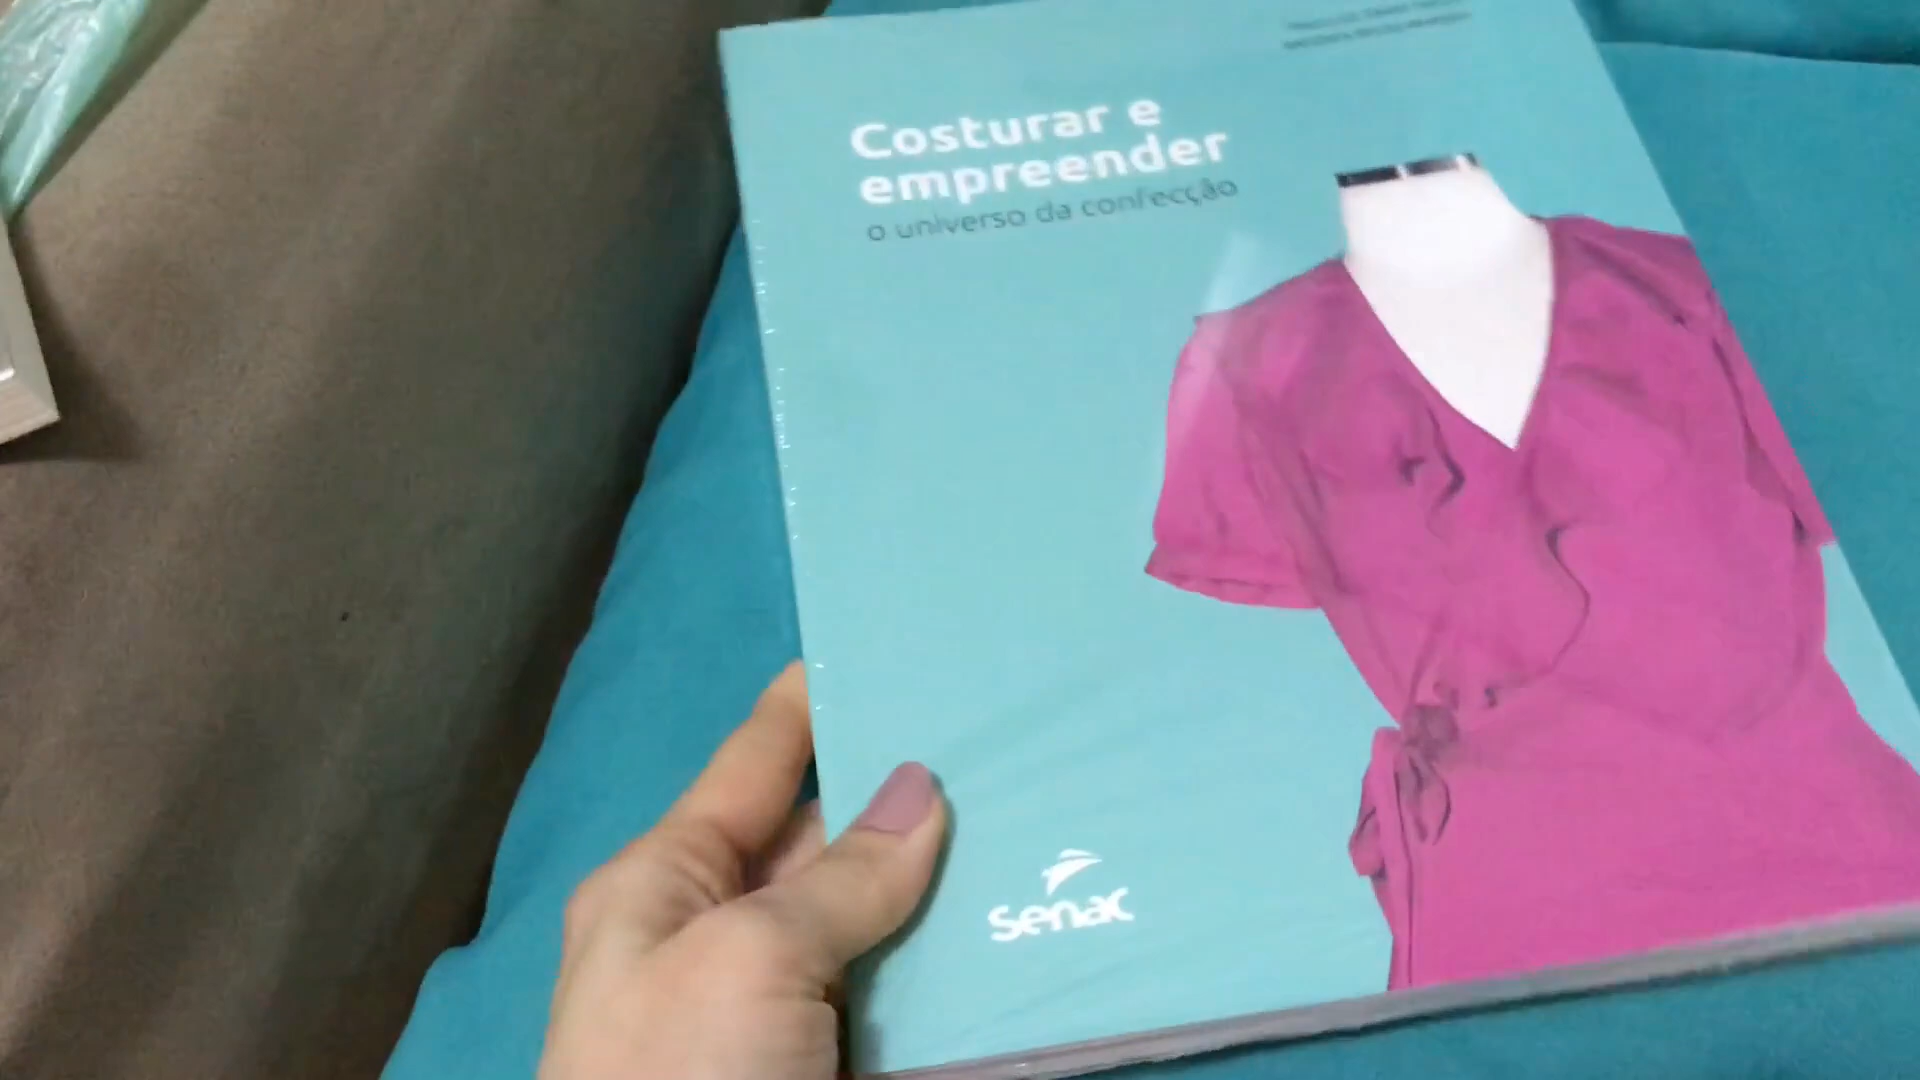 Costurar e
empreender
o universo da confecção
senac